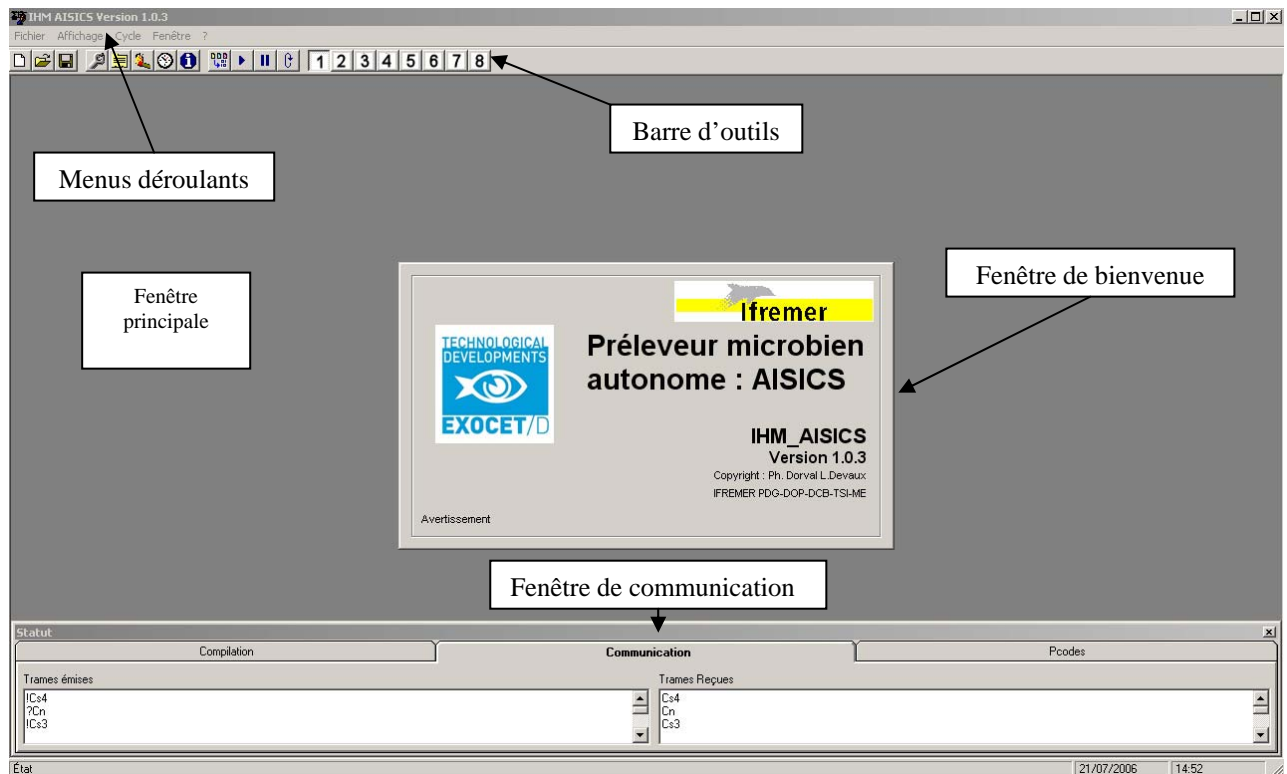 IHM AISICS Version 1.0.3
Fichier Affichage Cycle Fenêtre ?
1 2 3 4 5 6 7 8
Barre d'outils
Menus déroulants
Fenêtre de bienvenue
Fenêtre
principale
Ifremer
TECHNOLOGICAL
DEVELOPMENTS
EXOCET/D
Préleveur microbien
autonome : AISICS
IHM_AISICS
Version 1.0.3
Copyright : Ph. Dorval L.Devaux
IFREMER PDG-DOP-DCB-TSI-ME
Avertissement
Fenêtre de communication
Statut
Compilation Communication Pcodes
Trames émises Trames Reçues
!Cs4 Cs4
?Cn Cn
!Cs3 Cs3
État 21/07/2006 14:52